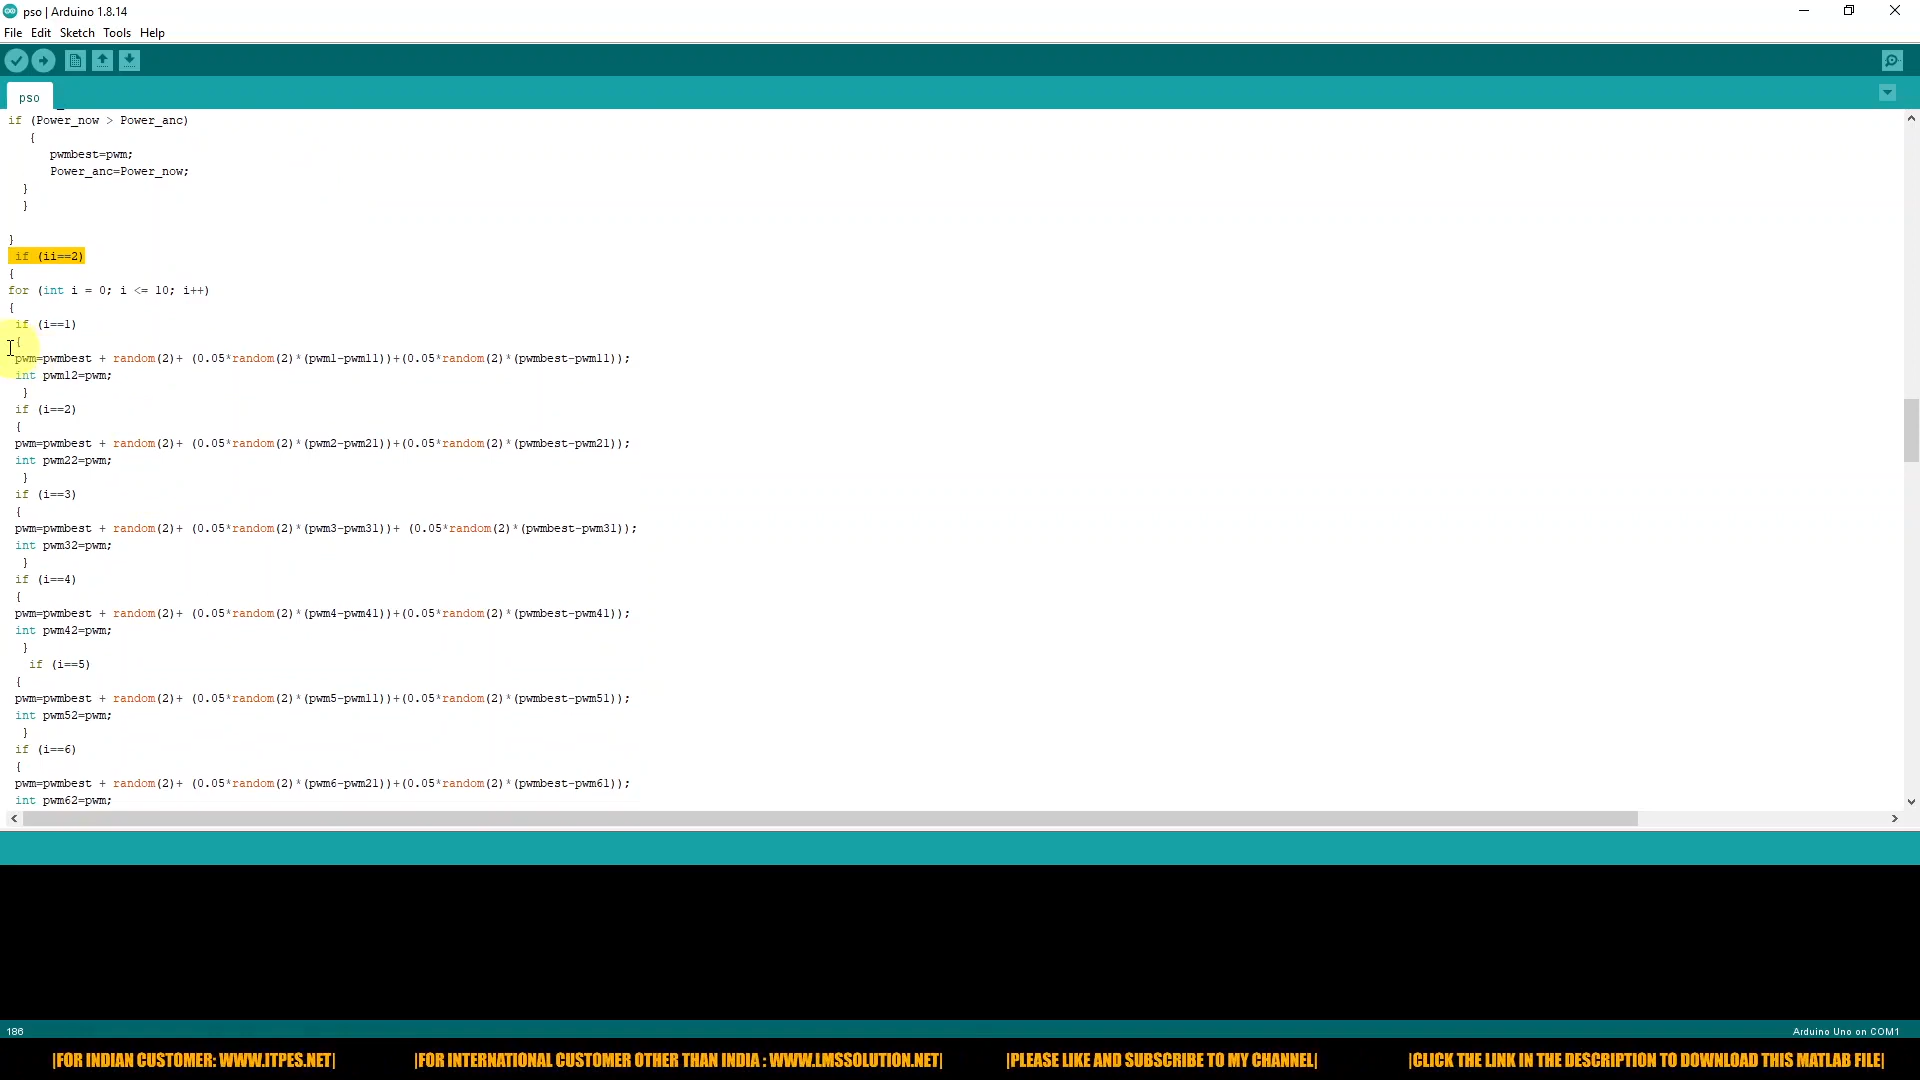 pso | Arduino 1.8.14
File Edit Sketch Tools Help
pso
if (Power_now > Power_anc)
{
pwmbest=pwm;
Power_anc=Power_now;
}
}
}
if (ii==2)
{
for (int i = 0; i <= 10; i++)
{
if (i==1)
{
pwm=pwmbest + random(2)+ (0.05*random(2)*(pwm1-pwm11))+(0.05*random(2)*(pwmbest-pwm11));
int pwm12=pwm;
}
if (i==2)
{
pwm=pwmbest + random(2)+ (0.05*random(2)*(pwm2-pwm21))+(0.05*random(2)*(pwmbest-pwm21));
int pwm22=pwm;
}
if (i==3)
{
pwm=pwmbest + random(2)+ (0.05*random(2)*(pwm3-pwm31))+ (0.05*random(2)*(pwmbest-pwm31));
int pwm32=pwm;
}
if (i==4)
{
pwm=pwmbest + random(2)+ (0.05*random(2)*(pwm4-pwm41))+(0.05*random(2)*(pwmbest-pwm41));
int pwm42=pwm;
}
if (i==5)
{
pwm=pwmbest + random(2)+ (0.05*random(2)*(pwm5-pwm11))+(0.05*random(2)*(pwmbest-pwm51));
int pwm52=pwm;
}
if (i==6)
{
pwm=pwmbest + random(2)+ (0.05*random(2)*(pwm6-pwm21))+(0.05*random(2)*(pwmbest-pwm61));
int pwm62=pwm;
186 Arduino Uno on COM1
|FOR INDIAN CUSTOMER: WWW.ITPES.NET| |FOR INTERNATIONAL CUSTOMER OTHER THAN INDIA : WWW.LMSSOLUTION.NET| |PLEASE LIKE AND SUBSCRIBE TO MY CHANNEL| |CLICK THE LINK IN THE DESCRIPTION TO DOWNLOAD THIS MATLAB FILE|